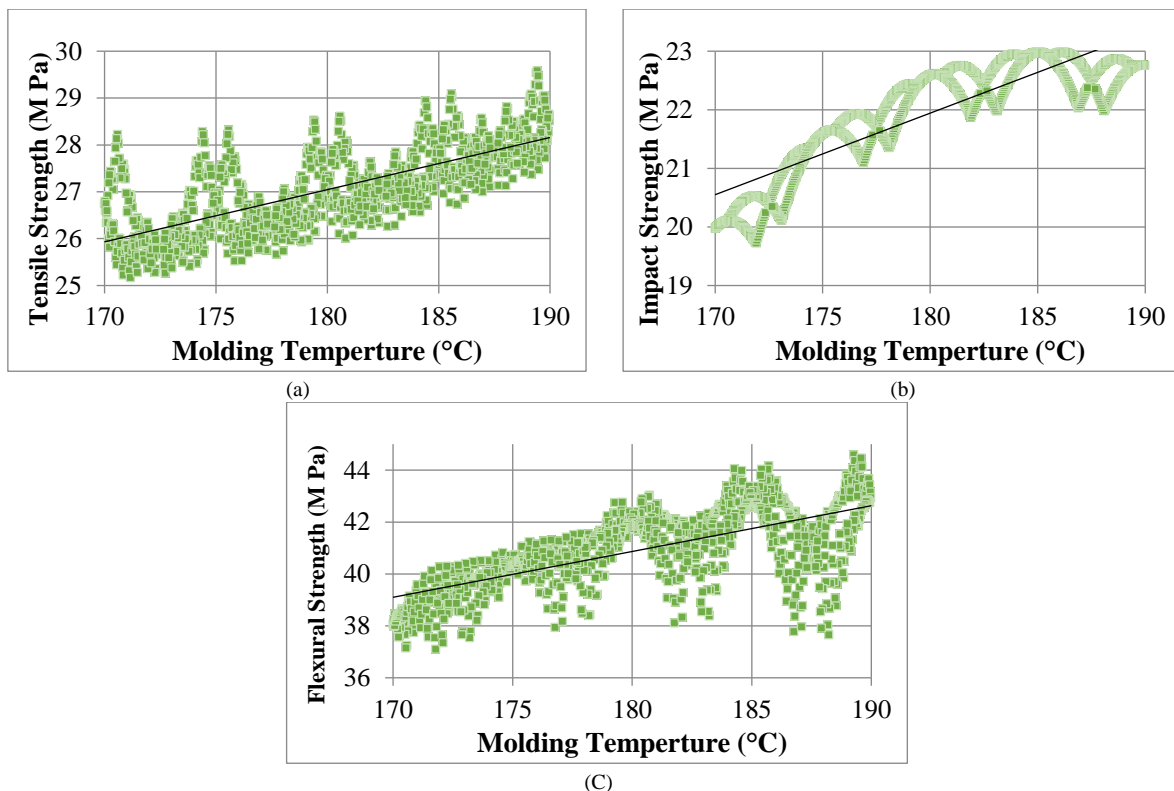 Tensile Strength (M Pa)
30
29
28
27
26
25
170 175 180 185 190
Molding Temperture (°C)
(a)
Impact Strength (M Pa)
23
22
21
20
19
170 175 180 185 190
Molding Temperture (°C)
(b)
Flexural Strength (M Pa)
44
42
40
38
36
170 175 180 185 190
Molding Temperture (°C)
(C)